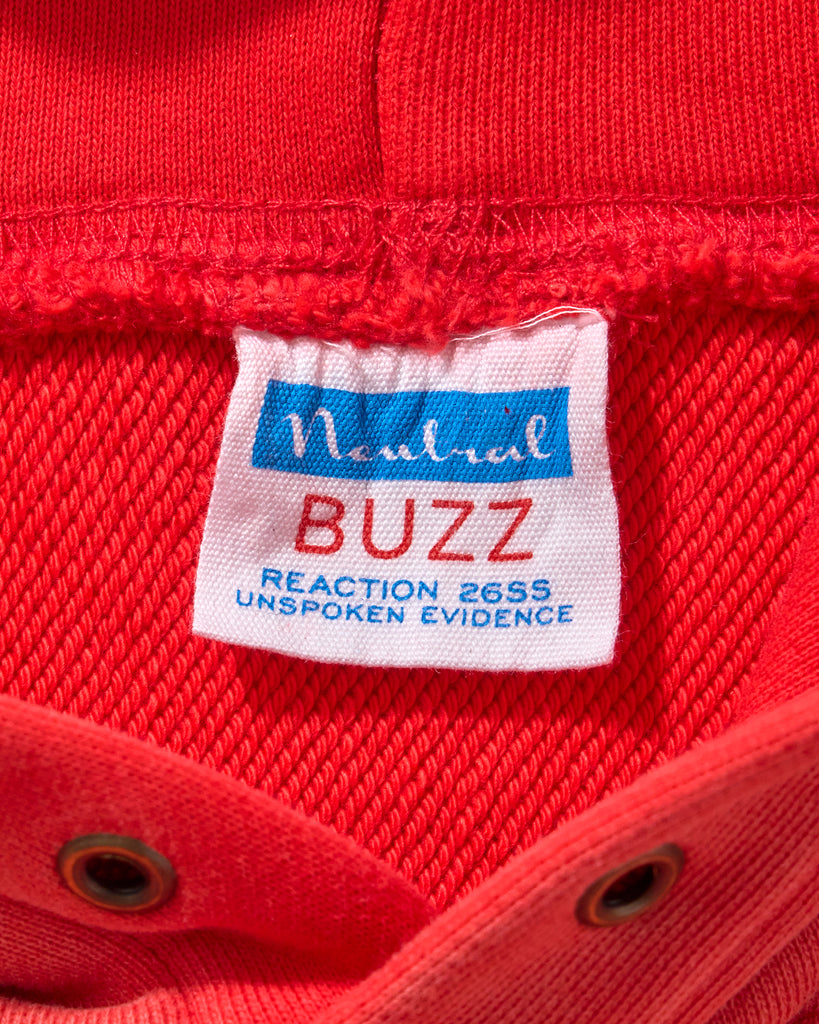 Neutral
BUZZ
REACTION 26SS
UNSPOKEN EVIDENCE